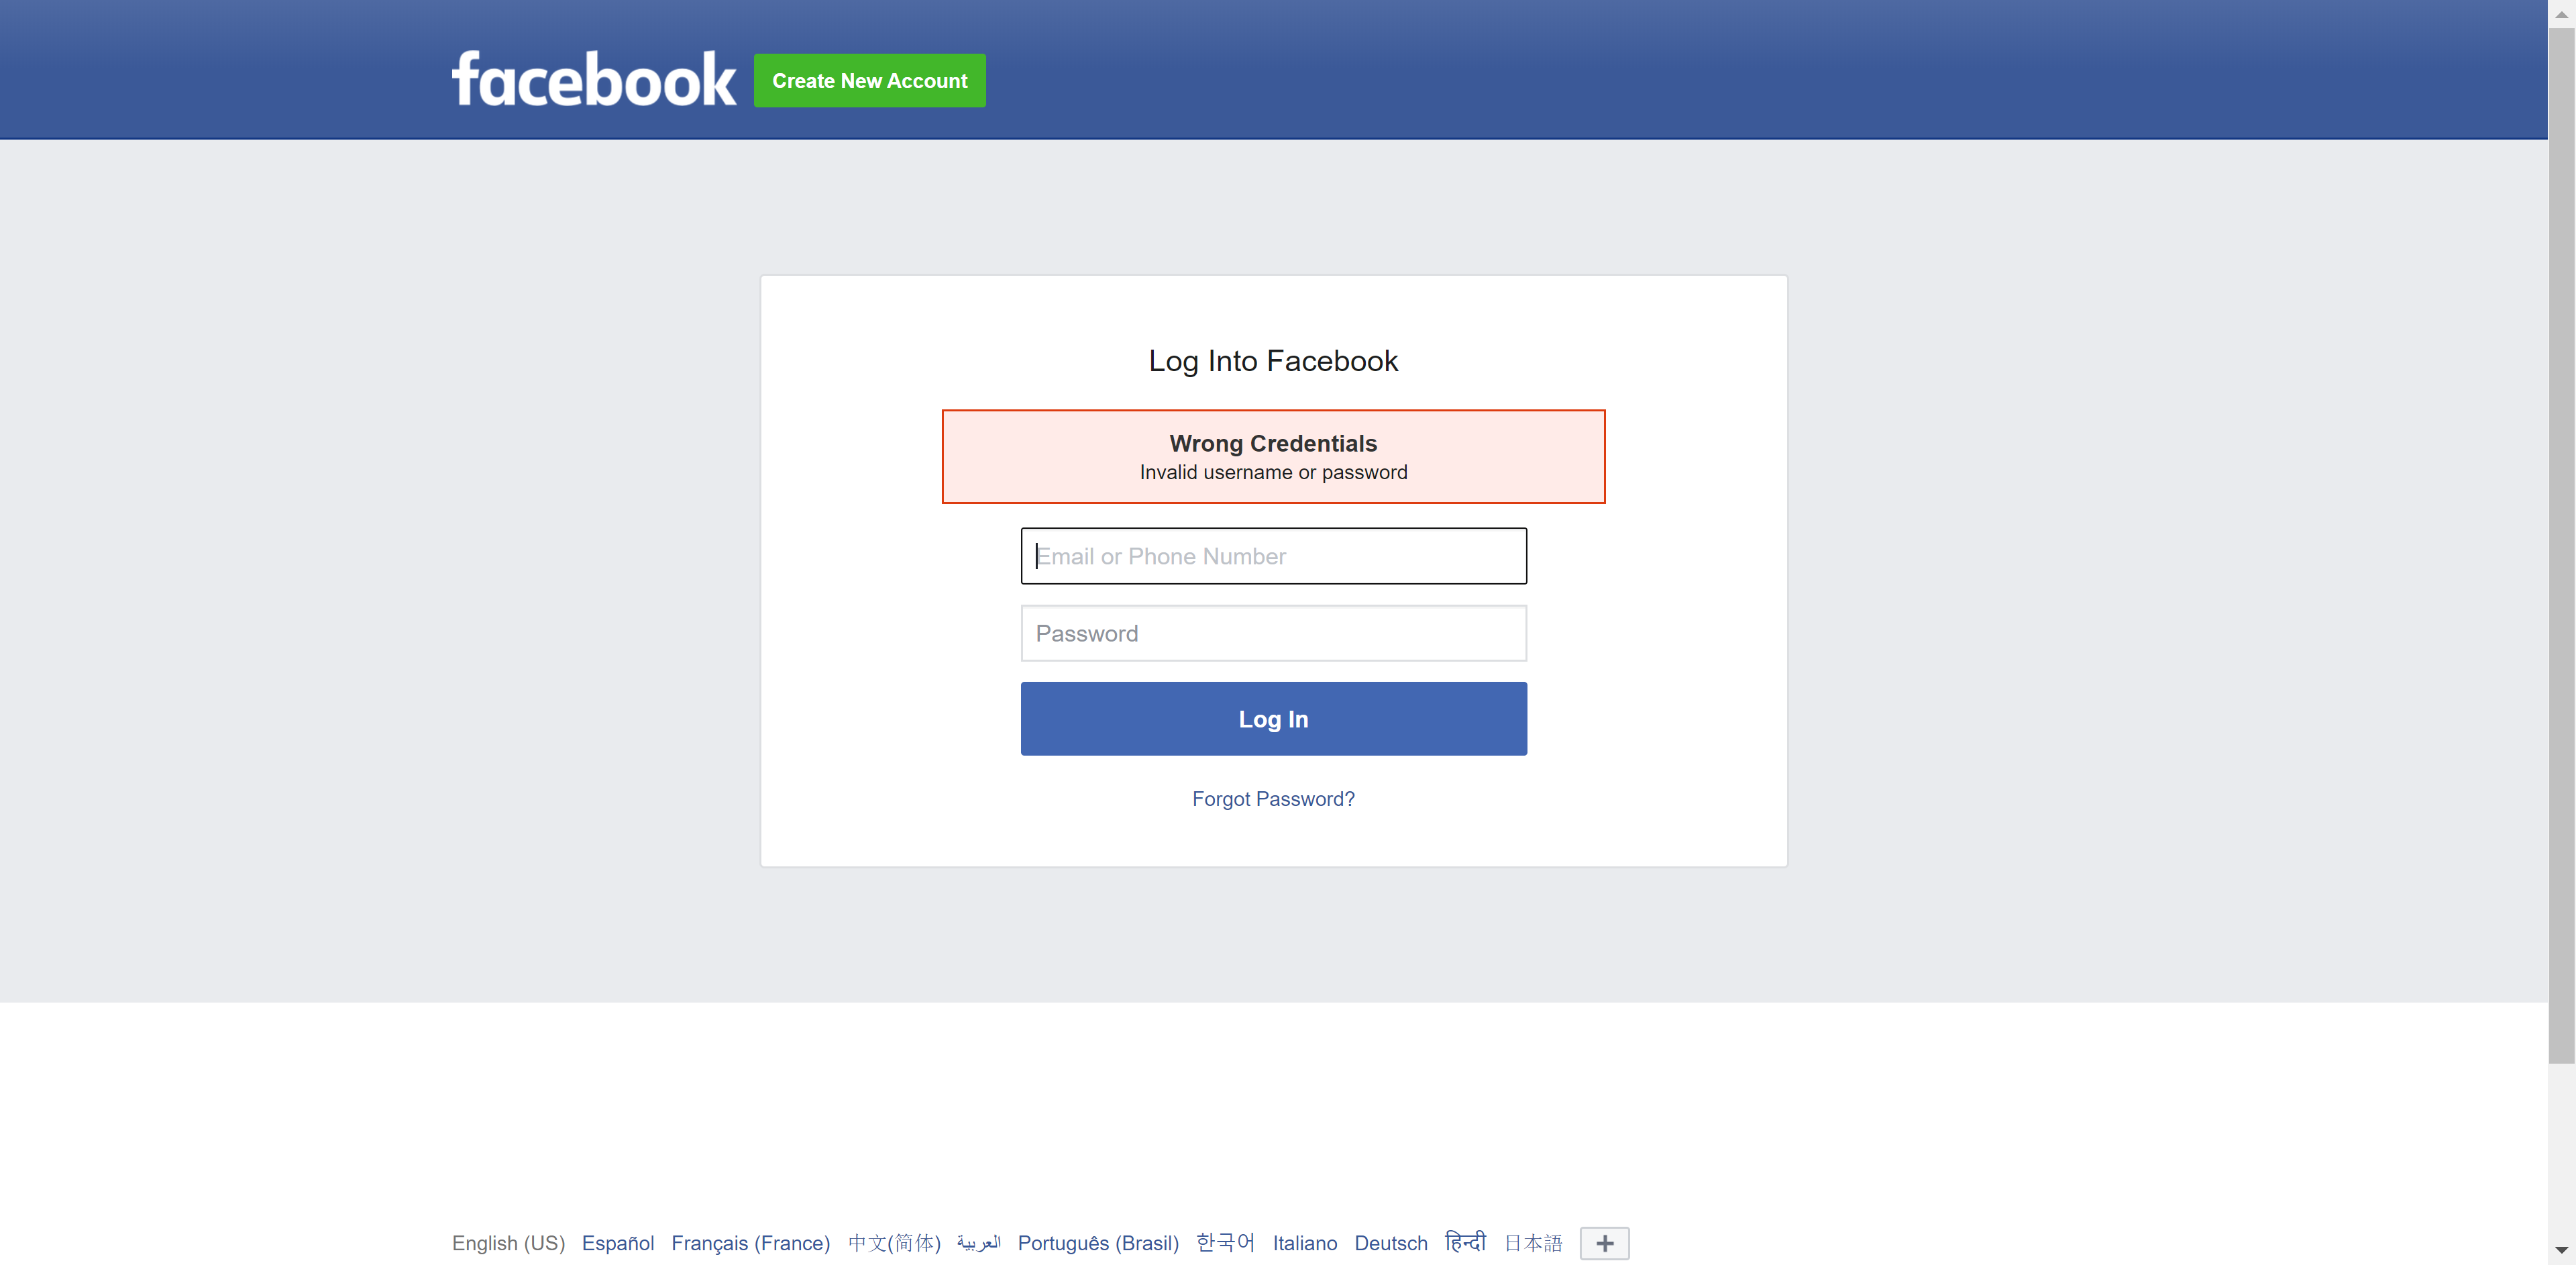 facebook Create New Account
Log Into Facebook
Wrong Credentials
Invalid username or password
Email or Phone Number
Password
Log In
Forgot Password?
English (US) Español Français (France) 中文(简体) العربية Português (Brasil) 한국어 Italiano Deutsch हिन्दी 日本語 +